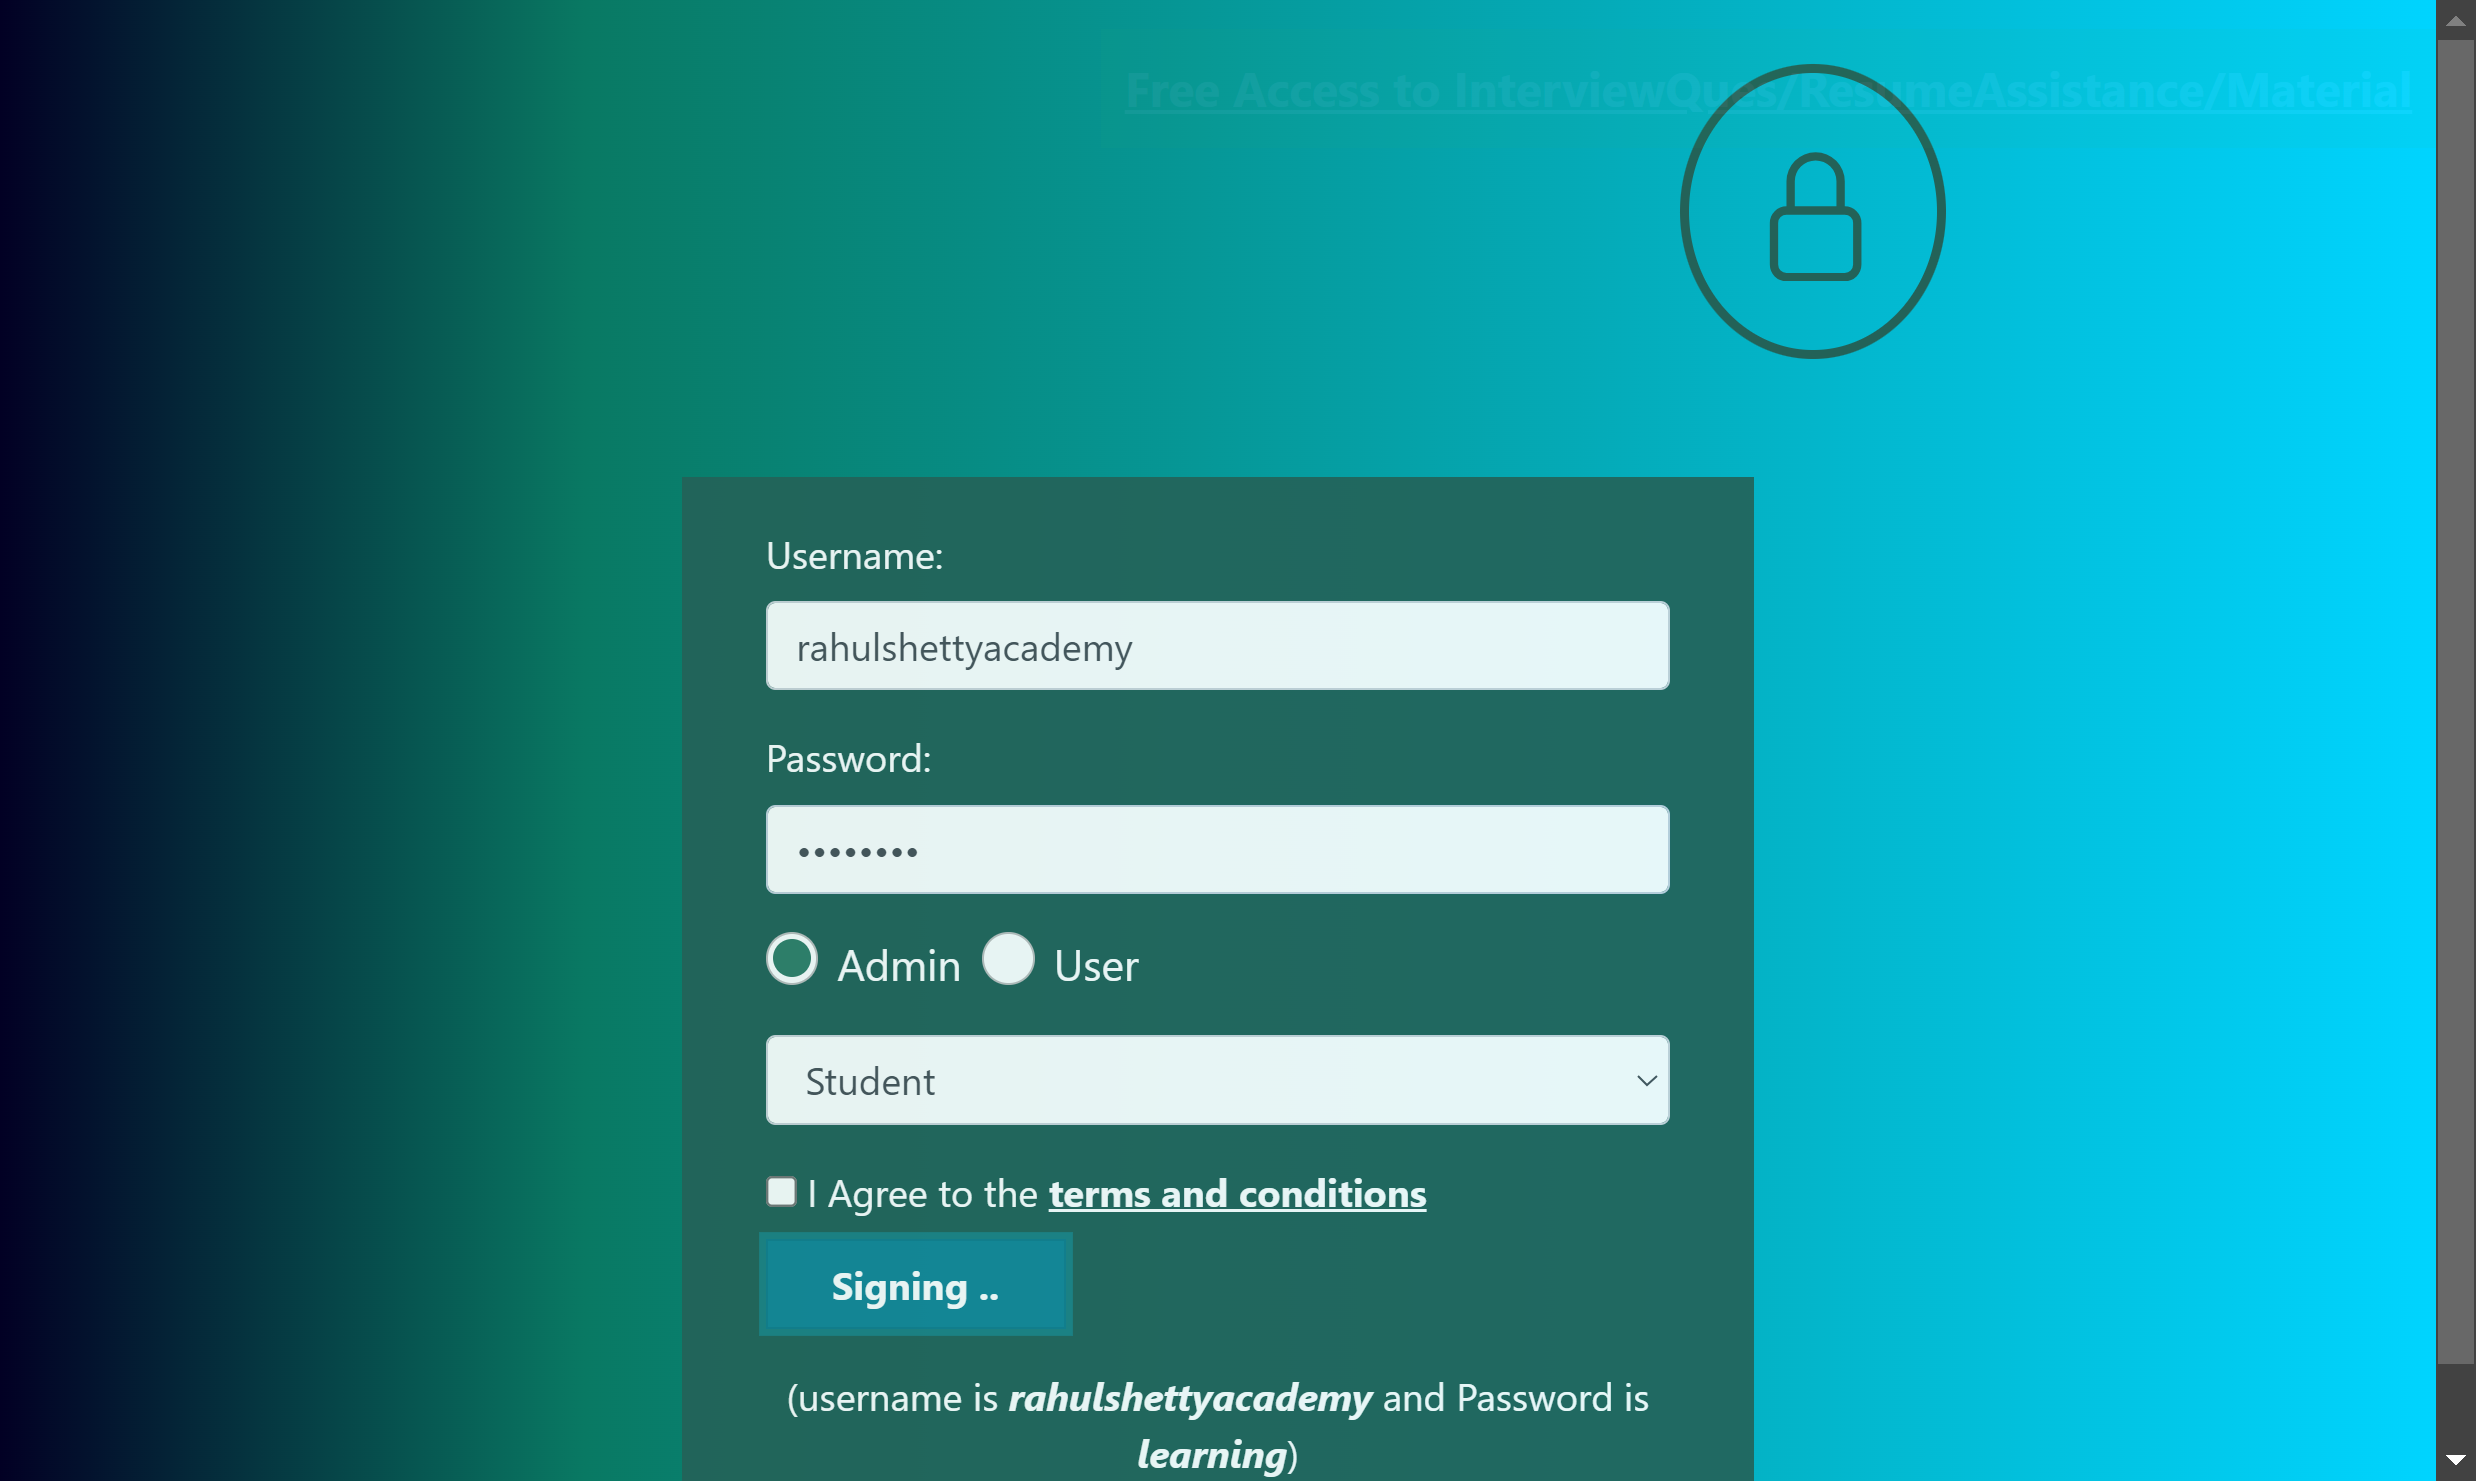 Free Access to InterviewQues/ResumeAssistance/Material
Username:
rahulshettyacademy
Password:
••••••••
Admin User
Student
I Agree to the terms and conditions
Signing ..
(username is rahulshettyacademy and Password is
learning)